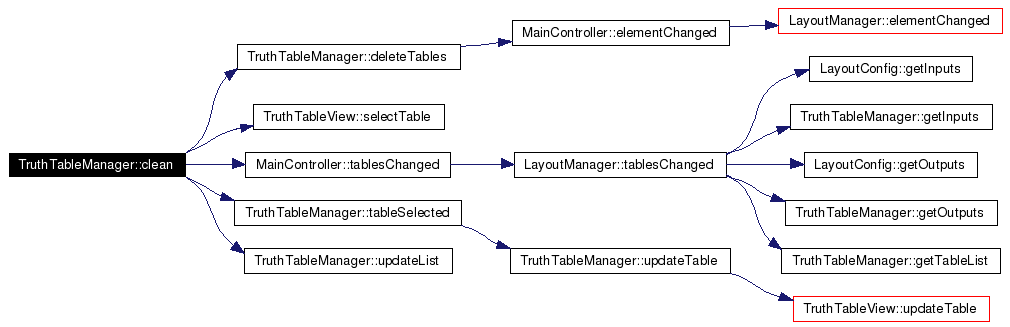 LayoutManager::elementChanged
MainController::elementChanged
TruthTableManager::deleteTables
LayoutConfig::getInputs
TruthTableView::selectTable
TruthTableManager::getInputs
TruthTableManager::clean
MainController::tablesChanged
LayoutManager::tablesChanged
LayoutConfig::getOutputs
TruthTableManager::tableSelected
TruthTableManager::getOutputs
TruthTableManager::updateList
TruthTableManager::updateTable
TruthTableManager::getTableList
TruthTableView::updateTable